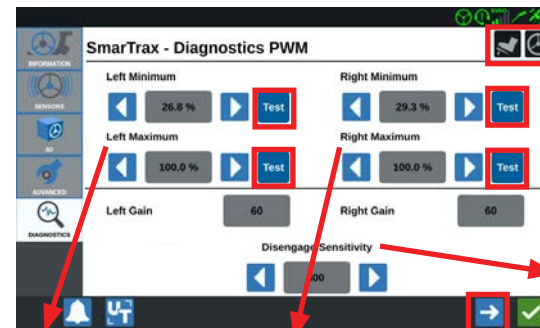 SmarTrax - Diagnostics PWM
INFORMATION
SENSORS
3D
ADVANCED
DIAGNOSTICS
Left Minimum
Right Minimum
26.8 %
Test
29.3 %
Test
Left Maximum
Right Maximum
100.0 %
Test
100.0 %
Test
Left Gain
60
Right Gain
60
Disengage Sensitivity
UT